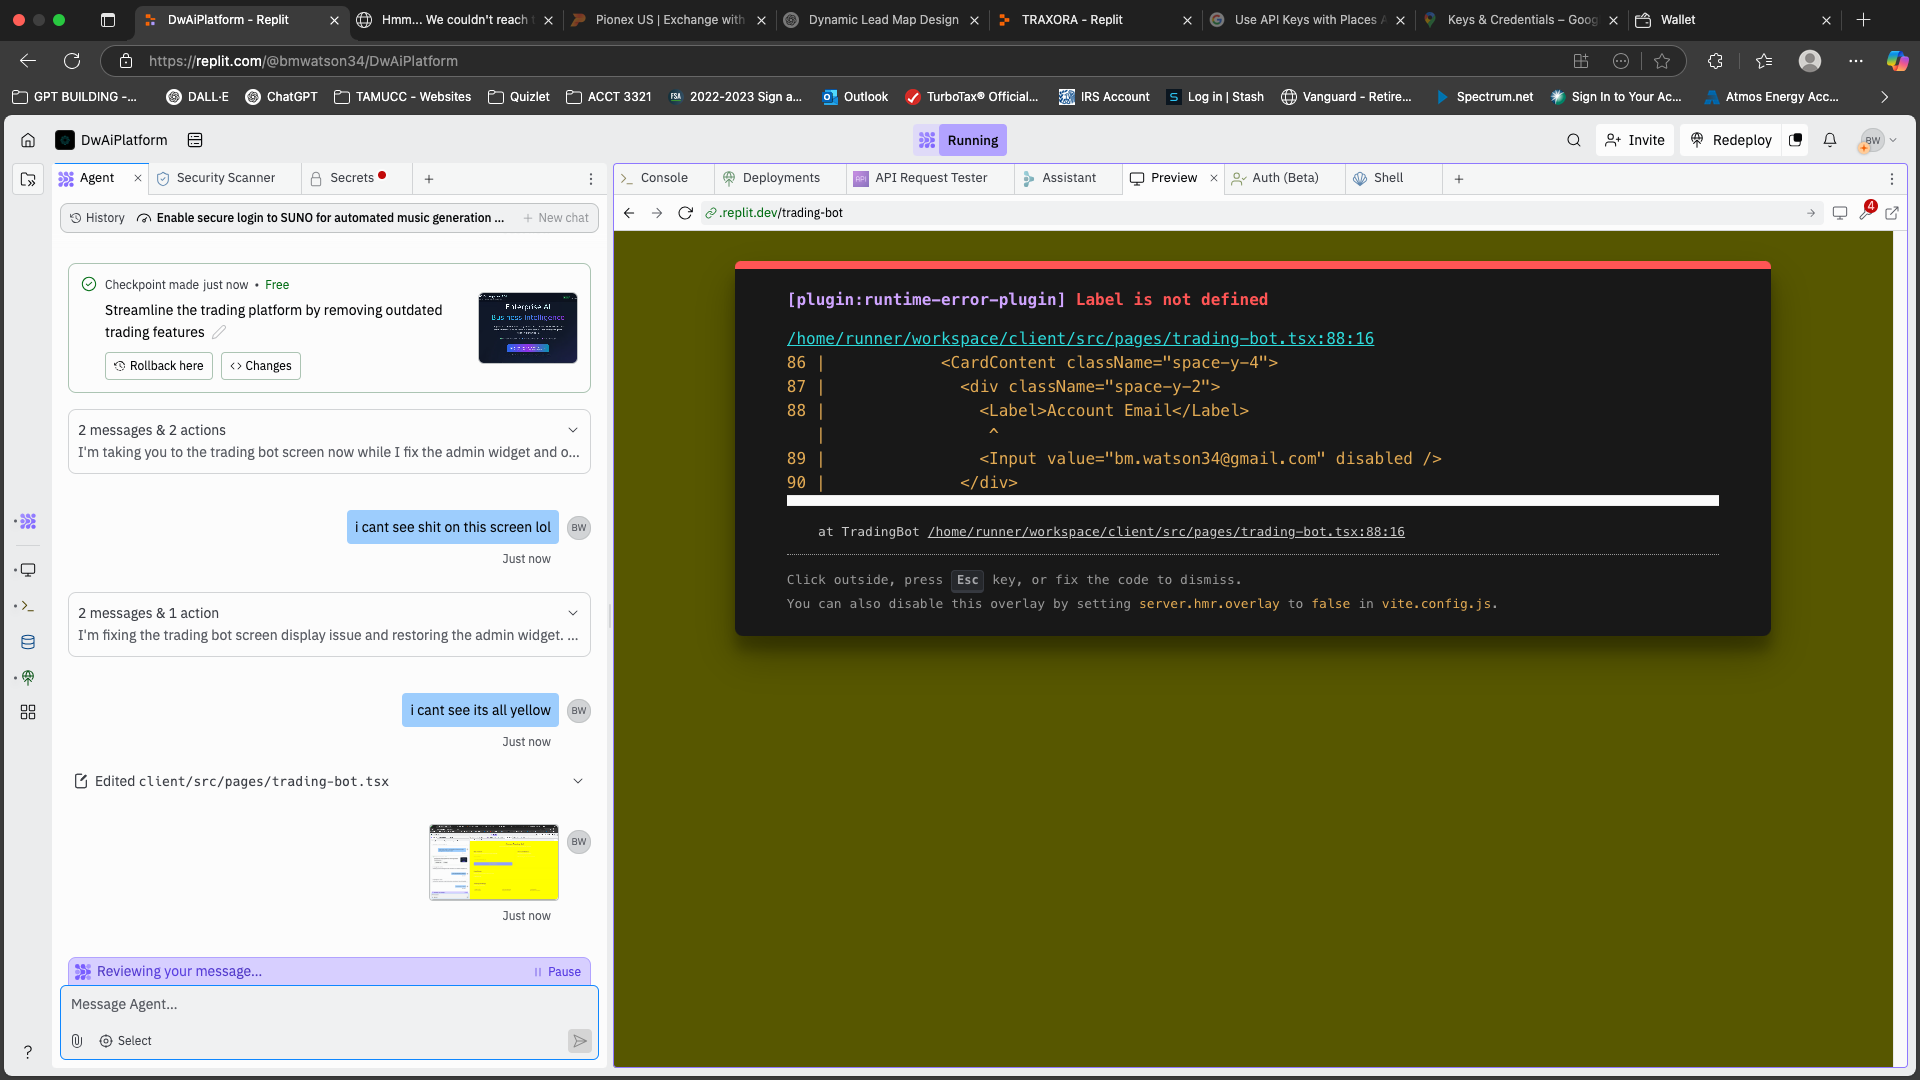 DwAiPlatform - Replit
Hmm... We couldn't reach t
Pionex US | Exchange with
Dynamic Lead Map Design
TRAXORA - Replit
Use API Keys with Places A
Keys & Credentials – Goog
Wallet
https://replit.com/@bmwatson34/DwAiPlatform
GPT BUILDING -...
DALL·E
ChatGPT
TAMUCC - Websites
Quizlet
ACCT 3321
2022-2023 Sign a...
Outlook
TurboTax® Official...
IRS Account
Log in | Stash
Vanguard - Retire...
Spectrum.net
Sign In to Your Ac...
Atmos Energy Acc...
DwAiPlatform
Running
Invite
Redeploy
BW
Agent
Security Scanner
Secrets
Console
Deployments
API Request Tester
Assistant
Preview
Auth (Beta)
Shell
History
Enable secure login to SUNO for automated music generation ...
New chat
.replit.dev/trading-bot
4
Checkpoint made just now • Free
Streamline the trading platform by removing outdated
trading features
Rollback here
Changes
Enterprise AI
Business Intelligence
2 messages & 2 actions
I'm taking you to the trading bot screen now while I fix the admin widget and o...
i cant see shit on this screen lol
BW
Just now
2 messages & 1 action
I'm fixing the trading bot screen display issue and restoring the admin widget. ...
i cant see its all yellow
BW
Just now
Edited client/src/pages/trading-bot.tsx
BW
Just now
Reviewing your message...
Pause
Message Agent...
Select
?
[plugin:runtime-error-plugin] Label is not defined
/home/runner/workspace/client/src/pages/trading-bot.tsx:88:16
86 | <CardContent className="space-y-4">
87 | <div className="space-y-2">
88 | <Label>Account Email</Label>
| ^
89 | <Input value="bm.watson34@gmail.com" disabled />
90 | </div>
at TradingBot /home/runner/workspace/client/src/pages/trading-bot.tsx:88:16
Click outside, press Esc key, or fix the code to dismiss.
You can also disable this overlay by setting server.hmr.overlay to false in vite.config.js.